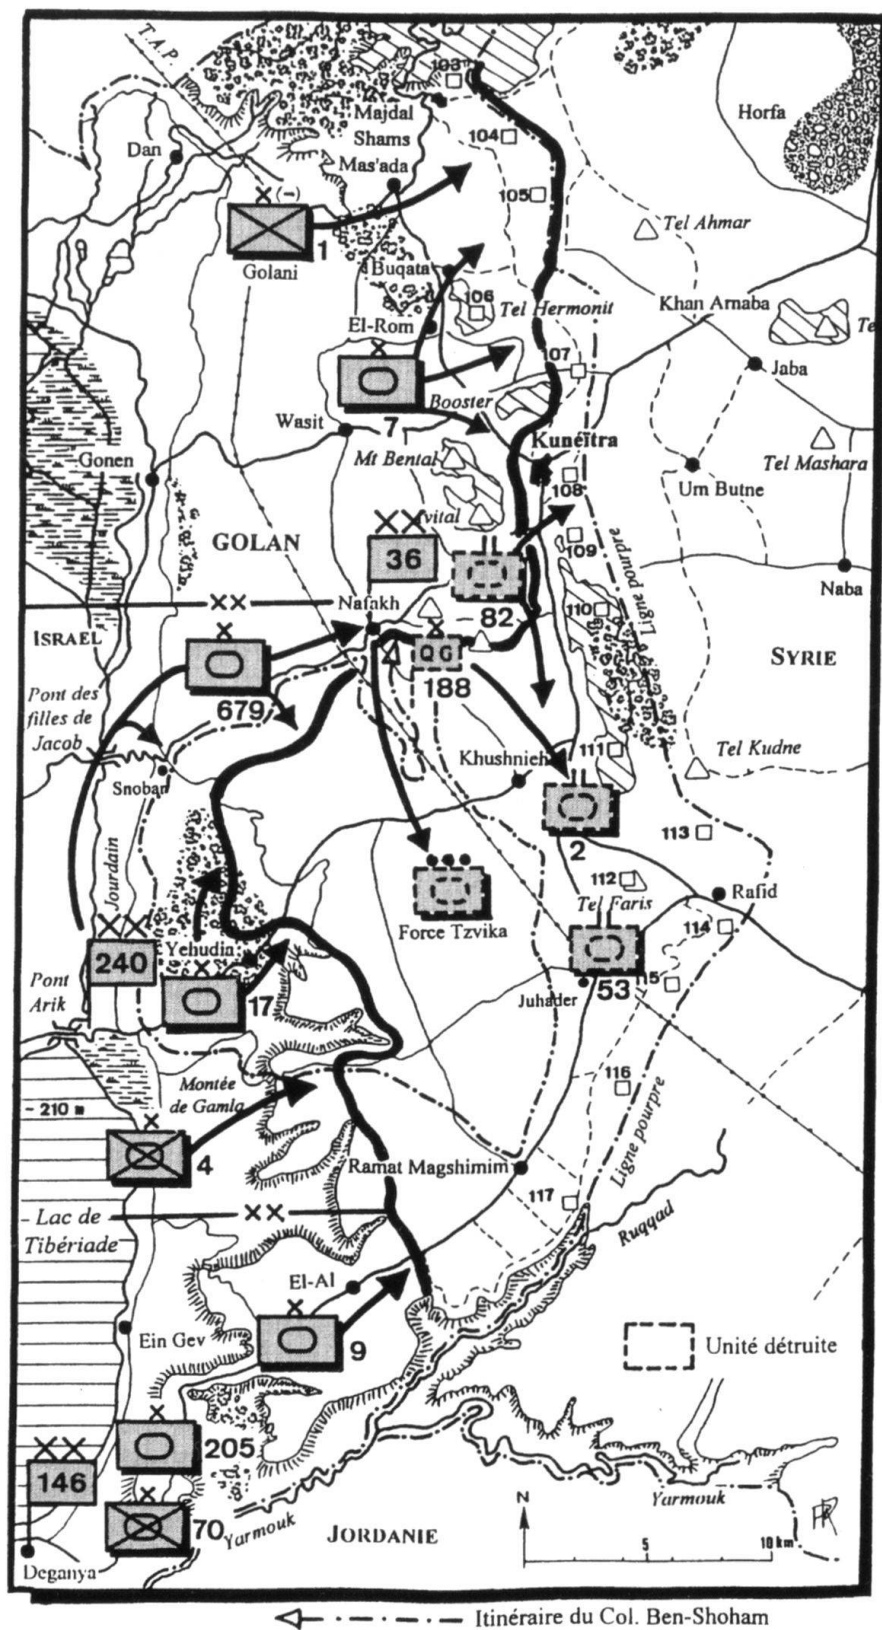 T.A.P.
103
Horfa
Majdal
Shams
104
Dan
Mas'ada
(-)
105
1
Tel Ahmar
Golani
Buqata
106
Tel Hermonit
Khan Arnaba
Te
El-Rom
107
Jaba
Booster
7
Wasit
Kuneitra
Mt Bental
Tel Mashara
Gonen
108
Um Butne
vital
36
109
GOLAN
Ligne pourpre
Naba
Nafakh
82
110
ISRAEL
QG
SYRIE
188
679
Pont des
filles de
Jacob
111
Tel Kudne
Khushnieh
Snobar
2
113
Jourdain
112
Rafid
Tel Faris
Force Tzvika
114
Yehudia
240
Pont
Arik
17
Juhader
53
5
116
Montée
de Gamla
- 210
4
Ramat Magshimim
Ligne pourpre
117
- Lac de
Tibériade
Ruqqad
El-Al
Ein Gev
9
Unité détruite
205
146
70
Yarmouk
Yarmouk
JORDANIE
N
5
10 km
Deganya
Itinéraire du Col. Ben-Shoham